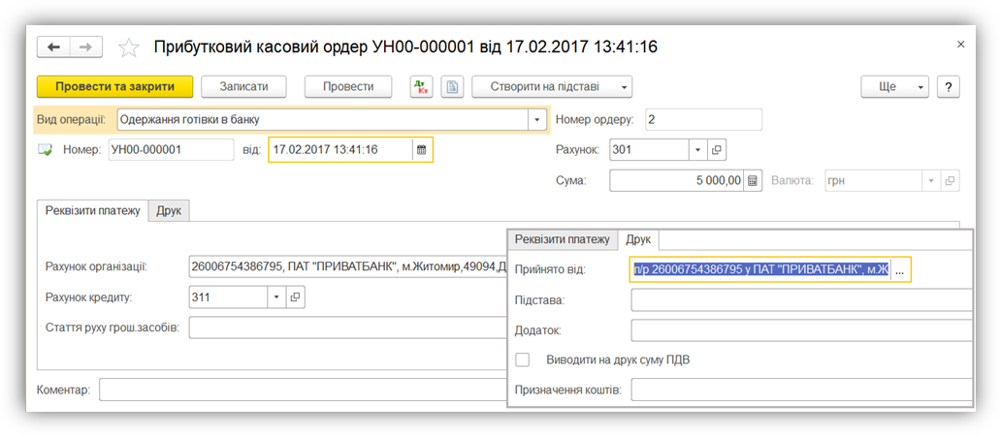 Прибутковий касовий ордер УН00-000001 від 17.02.2017 13:41:16
Провести та закрити Записати Провести Дт Кт Створити на підставі Ще ?
Вид операції: Одержання готівки в банку Номер ордеру: 2
Номер: УН00-000001 від: 17.02.2017 13:41:16 Рахунок: 301
Сума: 5 000,00 Валюта: грн
Реквізити платежу Друк
Рахунок організації: 26006754386795, ПАТ "ПРИВАТБАНК", м.Житомир,49094,Д
Рахунок кредиту: 311
Стаття руху грош.засобів:
Коментар:
Реквізити платежу Друк
Прийнято від: п/р 26006754386795 у ПАТ "ПРИВАТБАНК", м.Ж ...
Підстава:
Додаток:
Виводити на друк суму ПДВ
Призначення коштів: